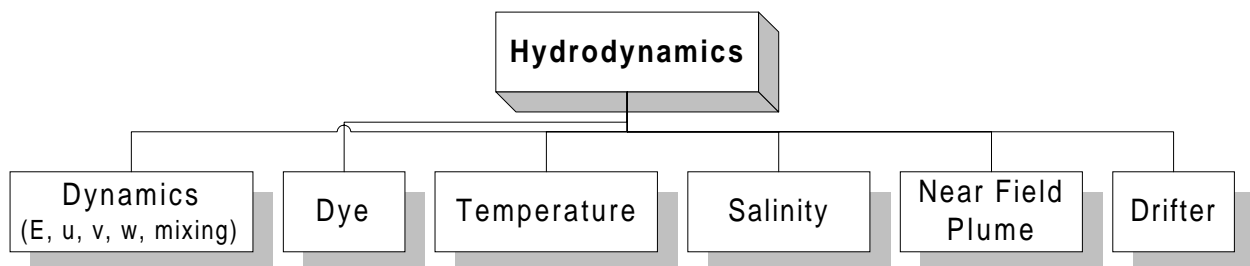 Hydrodynamics
Dynamics
(E, u, v, w, mixing)
Dye
Temperature
Salinity
Near Field
Plume
Drifter